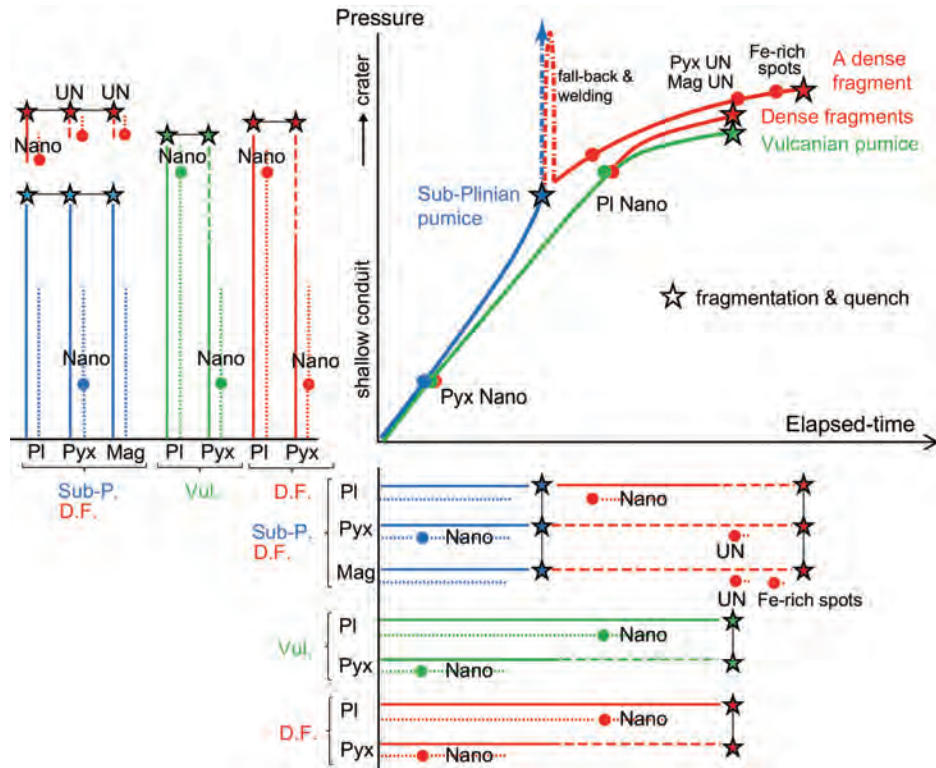 Pressure
shallow conduit → crater
Elapsed-time
fall-back &
welding
Pyx UN
Mag UN
Fe-rich
spots
A dense
fragment
Dense fragments
Vulcanian pumice
Sub-Plinian
pumice
Pl Nano
Pyx Nano
fragmentation & quench
UN
UN
Nano
Nano
Nano
Nano
Nano
Nano
Pl
Pyx
Mag
Pl
Pyx
Pl
Pyx
Sub-P.
D.F.
Vul.
D.F.
Sub-P.
D.F.
Pl
Nano
Pyx
Nano
UN
Mag
UN
Fe-rich spots
Vul.
Pl
Nano
Pyx
Nano
D.F.
Pl
Nano
Pyx
Nano